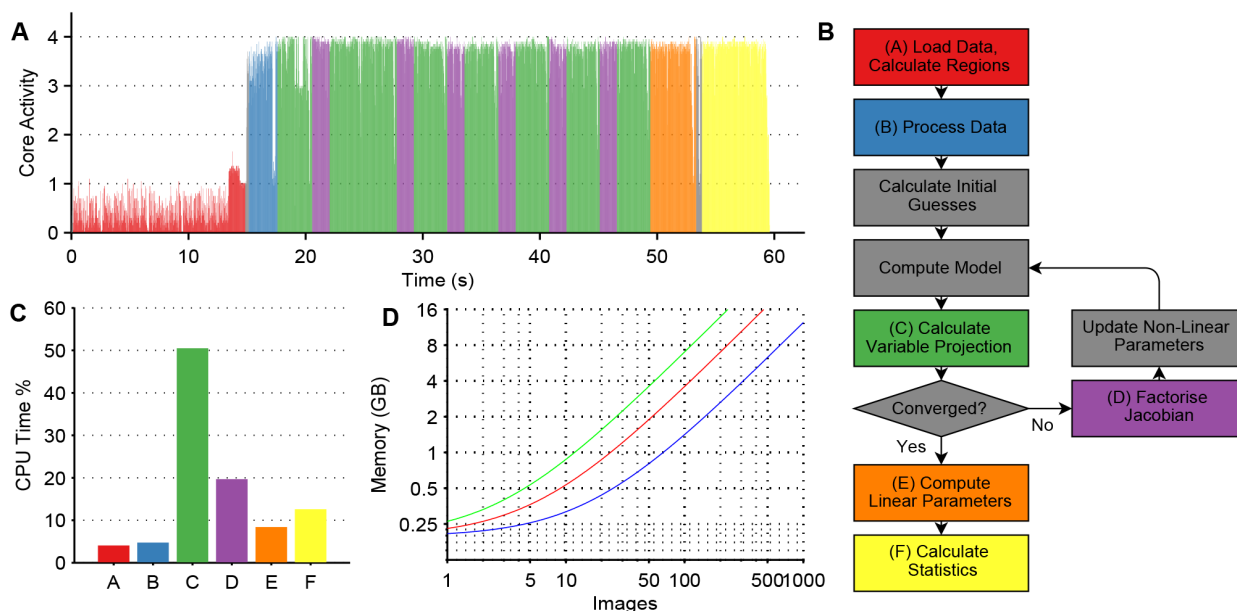 A
Core Activity
4
3
2
1
0
0
10
20
30
40
50
60
Time (s)
B
(A) Load Data,
Calculate Regions
(B) Process Data
Calculate Initial
Guesses
Compute Model
(C) Calculate
Variable Projection
Update Non-Linear
Parameters
Converged?
No
(D) Factorise
Jacobian
Yes
(E) Compute
Linear Parameters
(F) Calculate
Statistics
C
CPU Time %
60
50
40
30
20
10
0
A
B
C
D
E
F
D
Memory (GB)
16
8
4
2
1
0.5
0.25
1
5
10
50
100
500
1000
Images